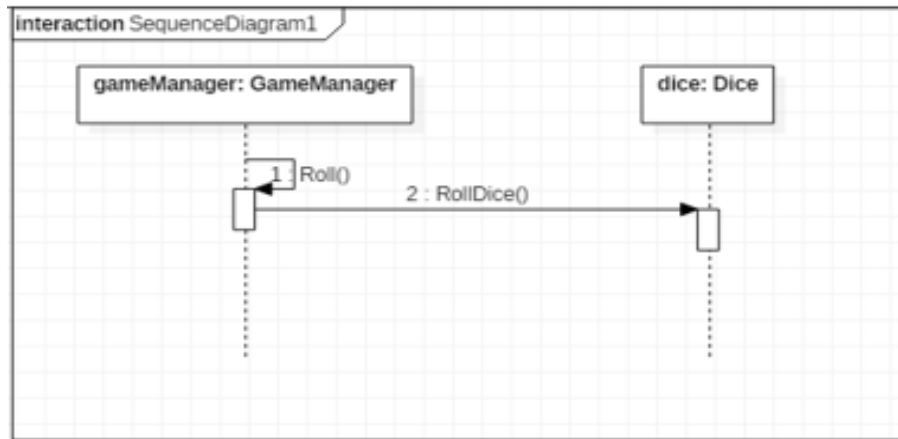 interaction SequenceDiagram1
gameManager: GameManager
dice: Dice
1 : Roll()
2 : RollDice()